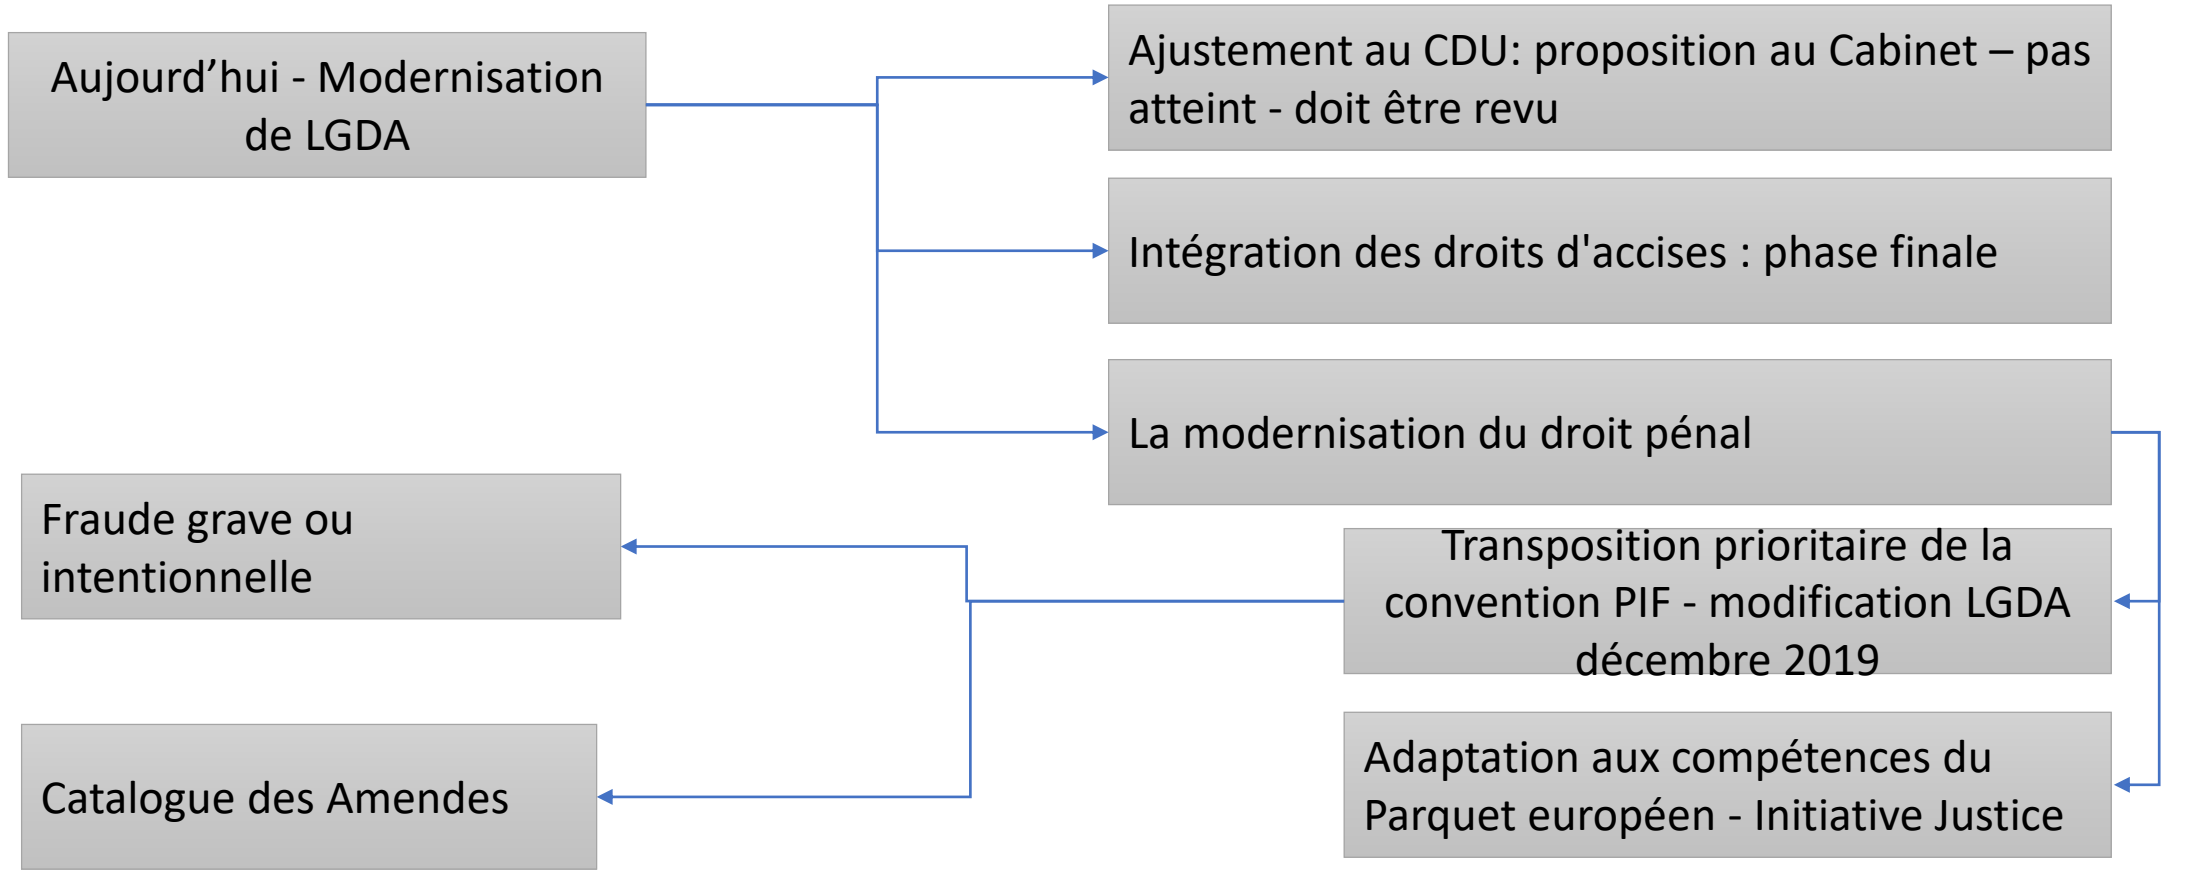 Aujourd’hui - Modernisation
de LGDA
Ajustement au CDU: proposition au Cabinet – pas
atteint - doit être revu
Intégration des droits d'accises : phase finale
La modernisation du droit pénal
Transposition prioritaire de la
convention PIF - modification LGDA
décembre 2019
Adaptation aux compétences du
Parquet européen - Initiative Justice
Fraude grave ou
intentionnelle
Catalogue des Amendes